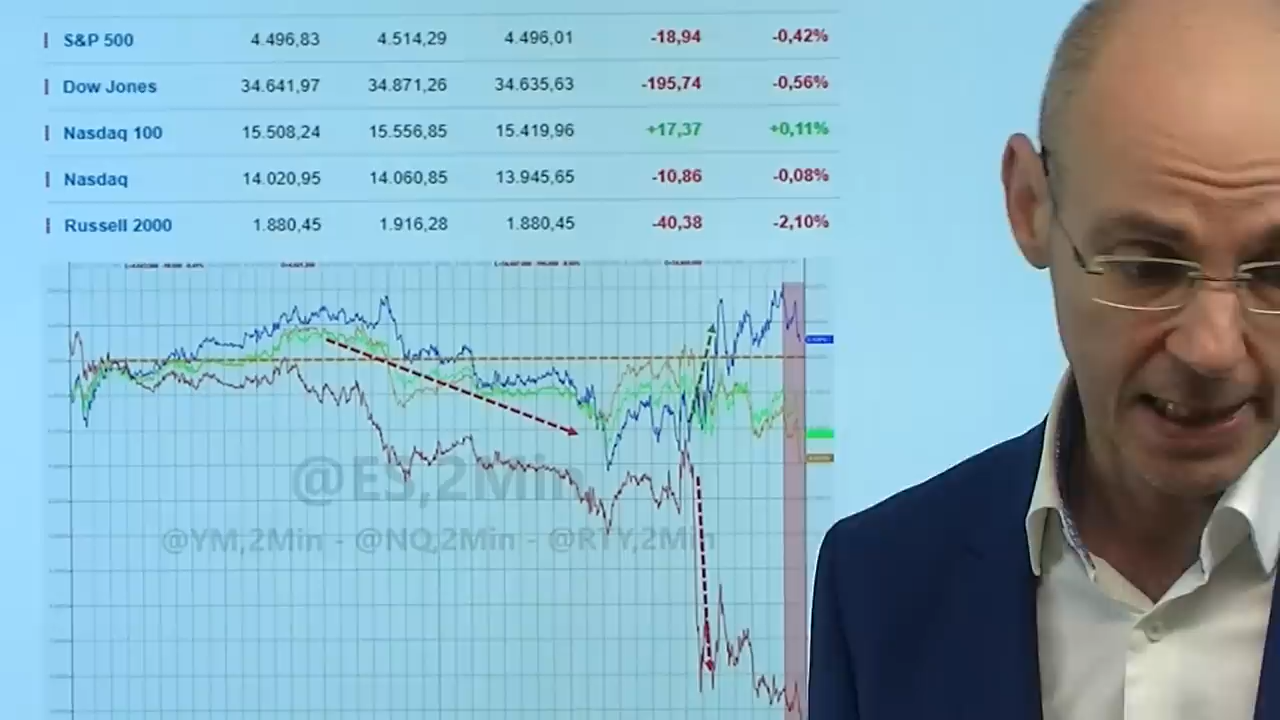 S&P 500 4.496,83 4.514,29 4.496,01 -18,94 -0,42%
Dow Jones 34.641,97 34.871,26 34.635,63 -195,74 -0,56%
Nasdaq 100 15.508,24 15.556,85 15.419,96 +17,37 +0,11%
Nasdaq 14.020,95 14.060,85 13.945,65 -10,86 -0,08%
Russell 2000 1.880,45 1.916,28 1.880,45 -40,38 -2,10%
@ES,2Min
@YM,2Min - @NQ,2Min - @RTY,2Min